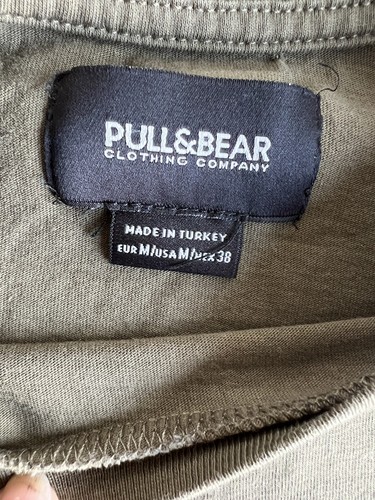 PULL&BEAR
CLOTHING COMPANY
MADE IN TURKEY
EUR M/USA M/MEX 38